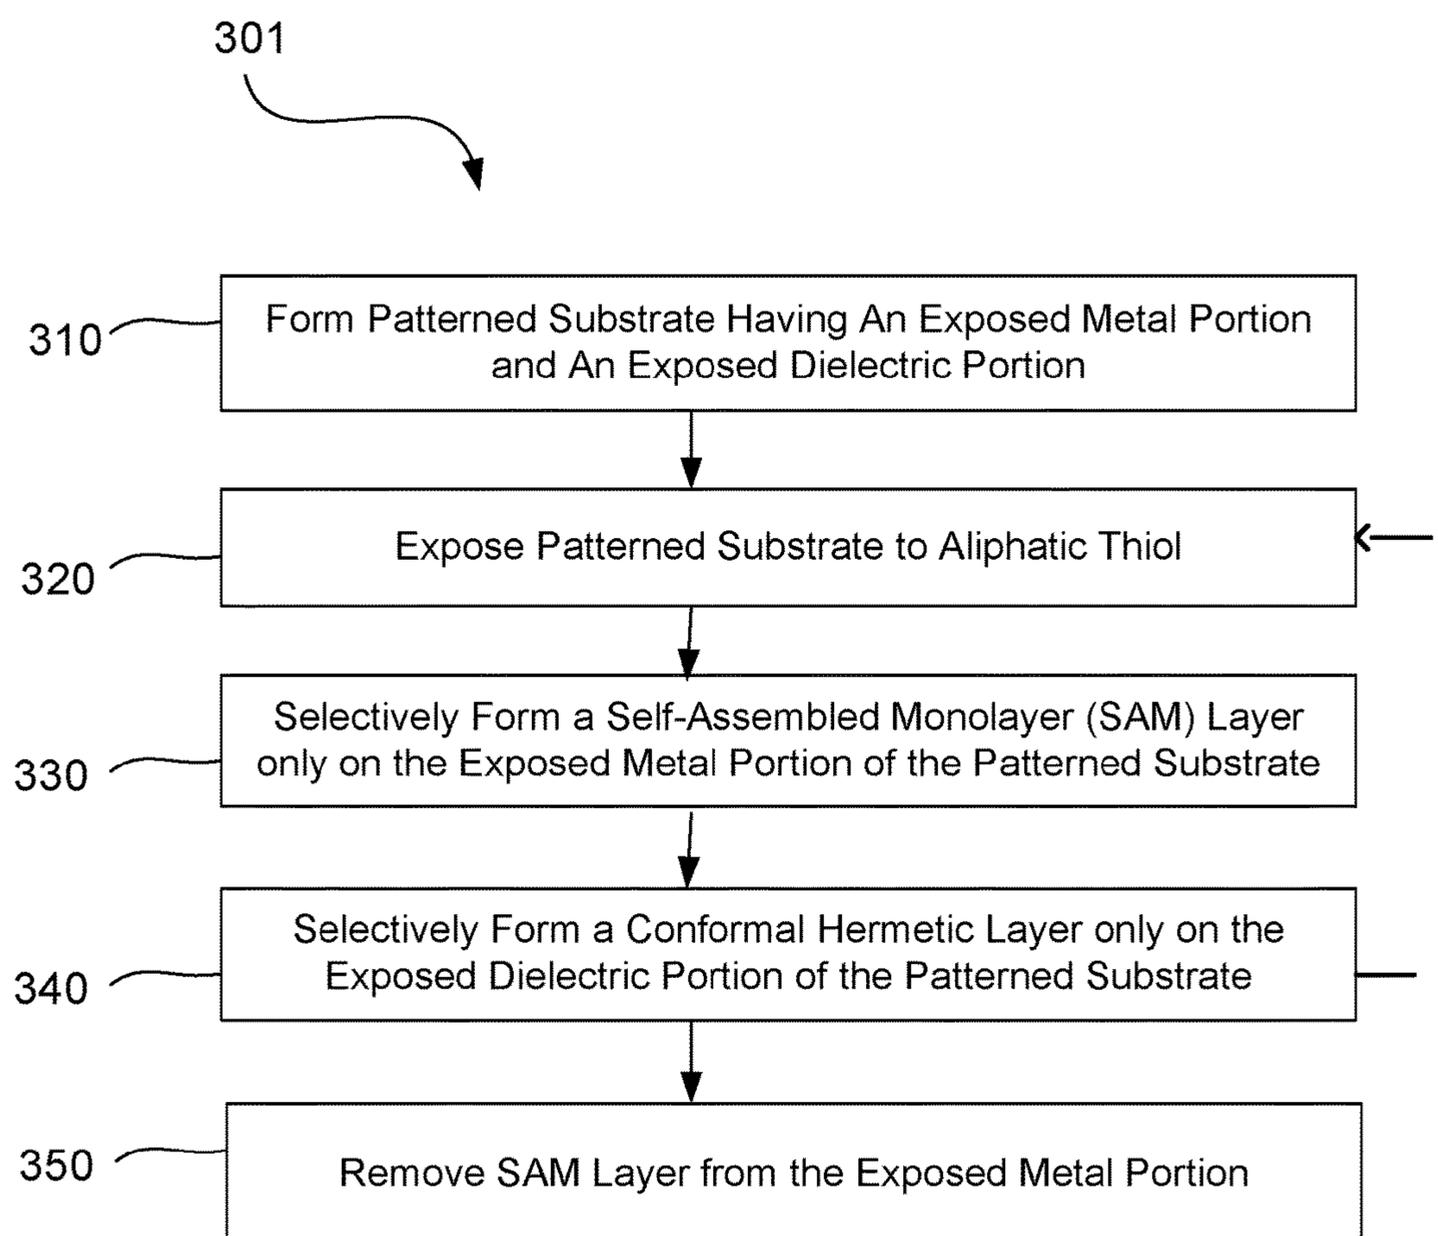 301
310
Form Patterned Substrate Having An Exposed Metal Portion
and An Exposed Dielectric Portion
320
Expose Patterned Substrate to Aliphatic Thiol
330
Selectively Form a Self-Assembled Monolayer (SAM) Layer
only on the Exposed Metal Portion of the Patterned Substrate
340
Selectively Form a Conformal Hermetic Layer only on the
Exposed Dielectric Portion of the Patterned Substrate
350
Remove SAM Layer from the Exposed Metal Portion